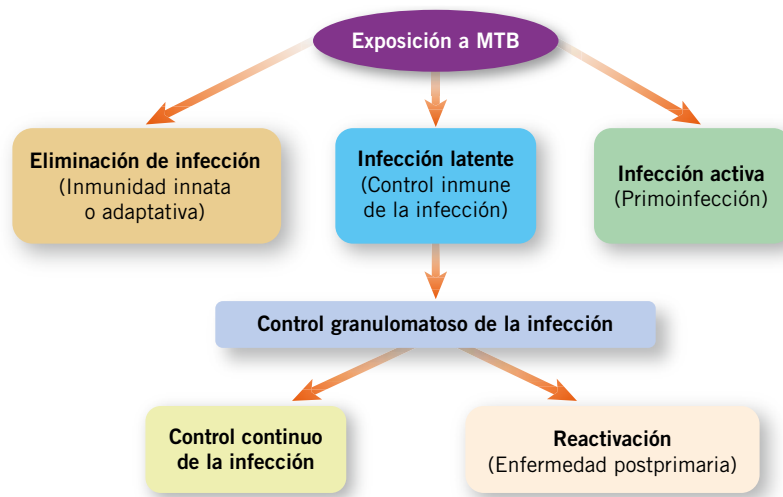 Exposición a MTB
Eliminación de infección
(Inmunidad innata
o adaptativa)
Infección latente
(Control inmune
de la infección)
Infección activa
(Primoinfección)
Control granulomatoso de la infección
Control continuo
de la infección
Reactivación
(Enfermedad postprimaria)